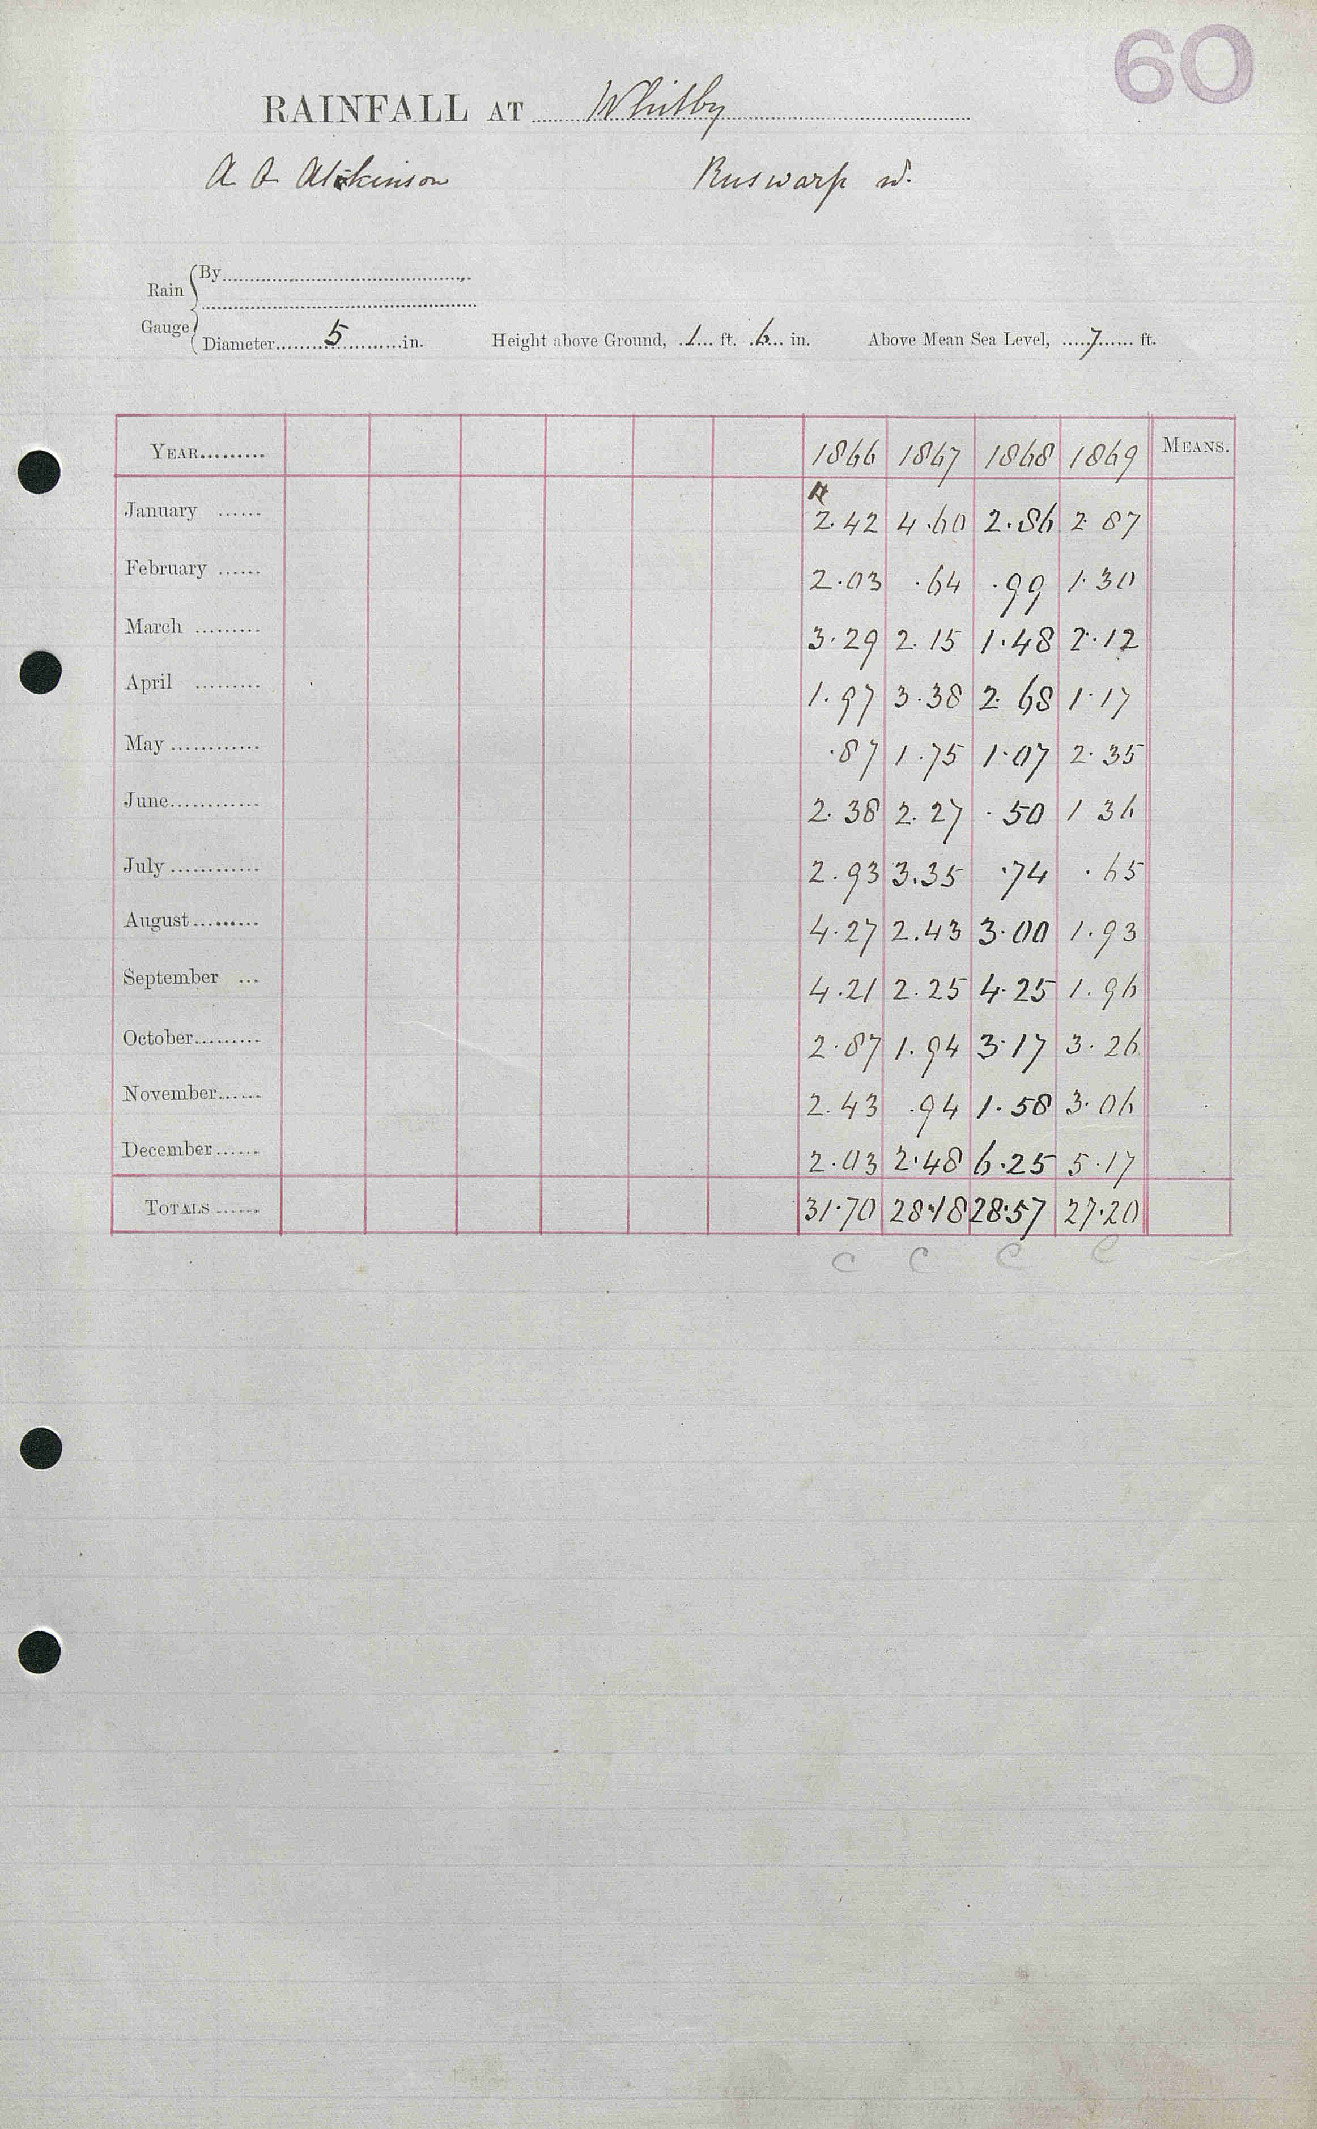 60
RAINFALL AT Whitby
A. Atkinson Ruswarp
Rain Gauge { By
Diameter 5 in. Height above Ground, 1 ft. 6 in. Above Mean Sea Level, 7 ft.
YEAR 1866 1867 1868 1869 MEANS.
January 2.42 4.60 2.86 2.87
February 2.03 .64 .99 1.30
March 3.29 2.15 1.48 2.12
April 1.97 3.38 2.68 1.17
May .87 1.75 1.07 2.35
June 2.38 2.27 .50 1 36
July 2.93 3.35 .74 .65
August 4.27 2.43 3.00 1.93
September 4.21 2.25 4.25 1.96
October 2.87 1.94 3.17 3.26
November 2.43 .94 1.58 3.06
December 2.03 2.48 6.25 5.17
TOTALS 31.70 28.18 28.57 27.20
C C C C